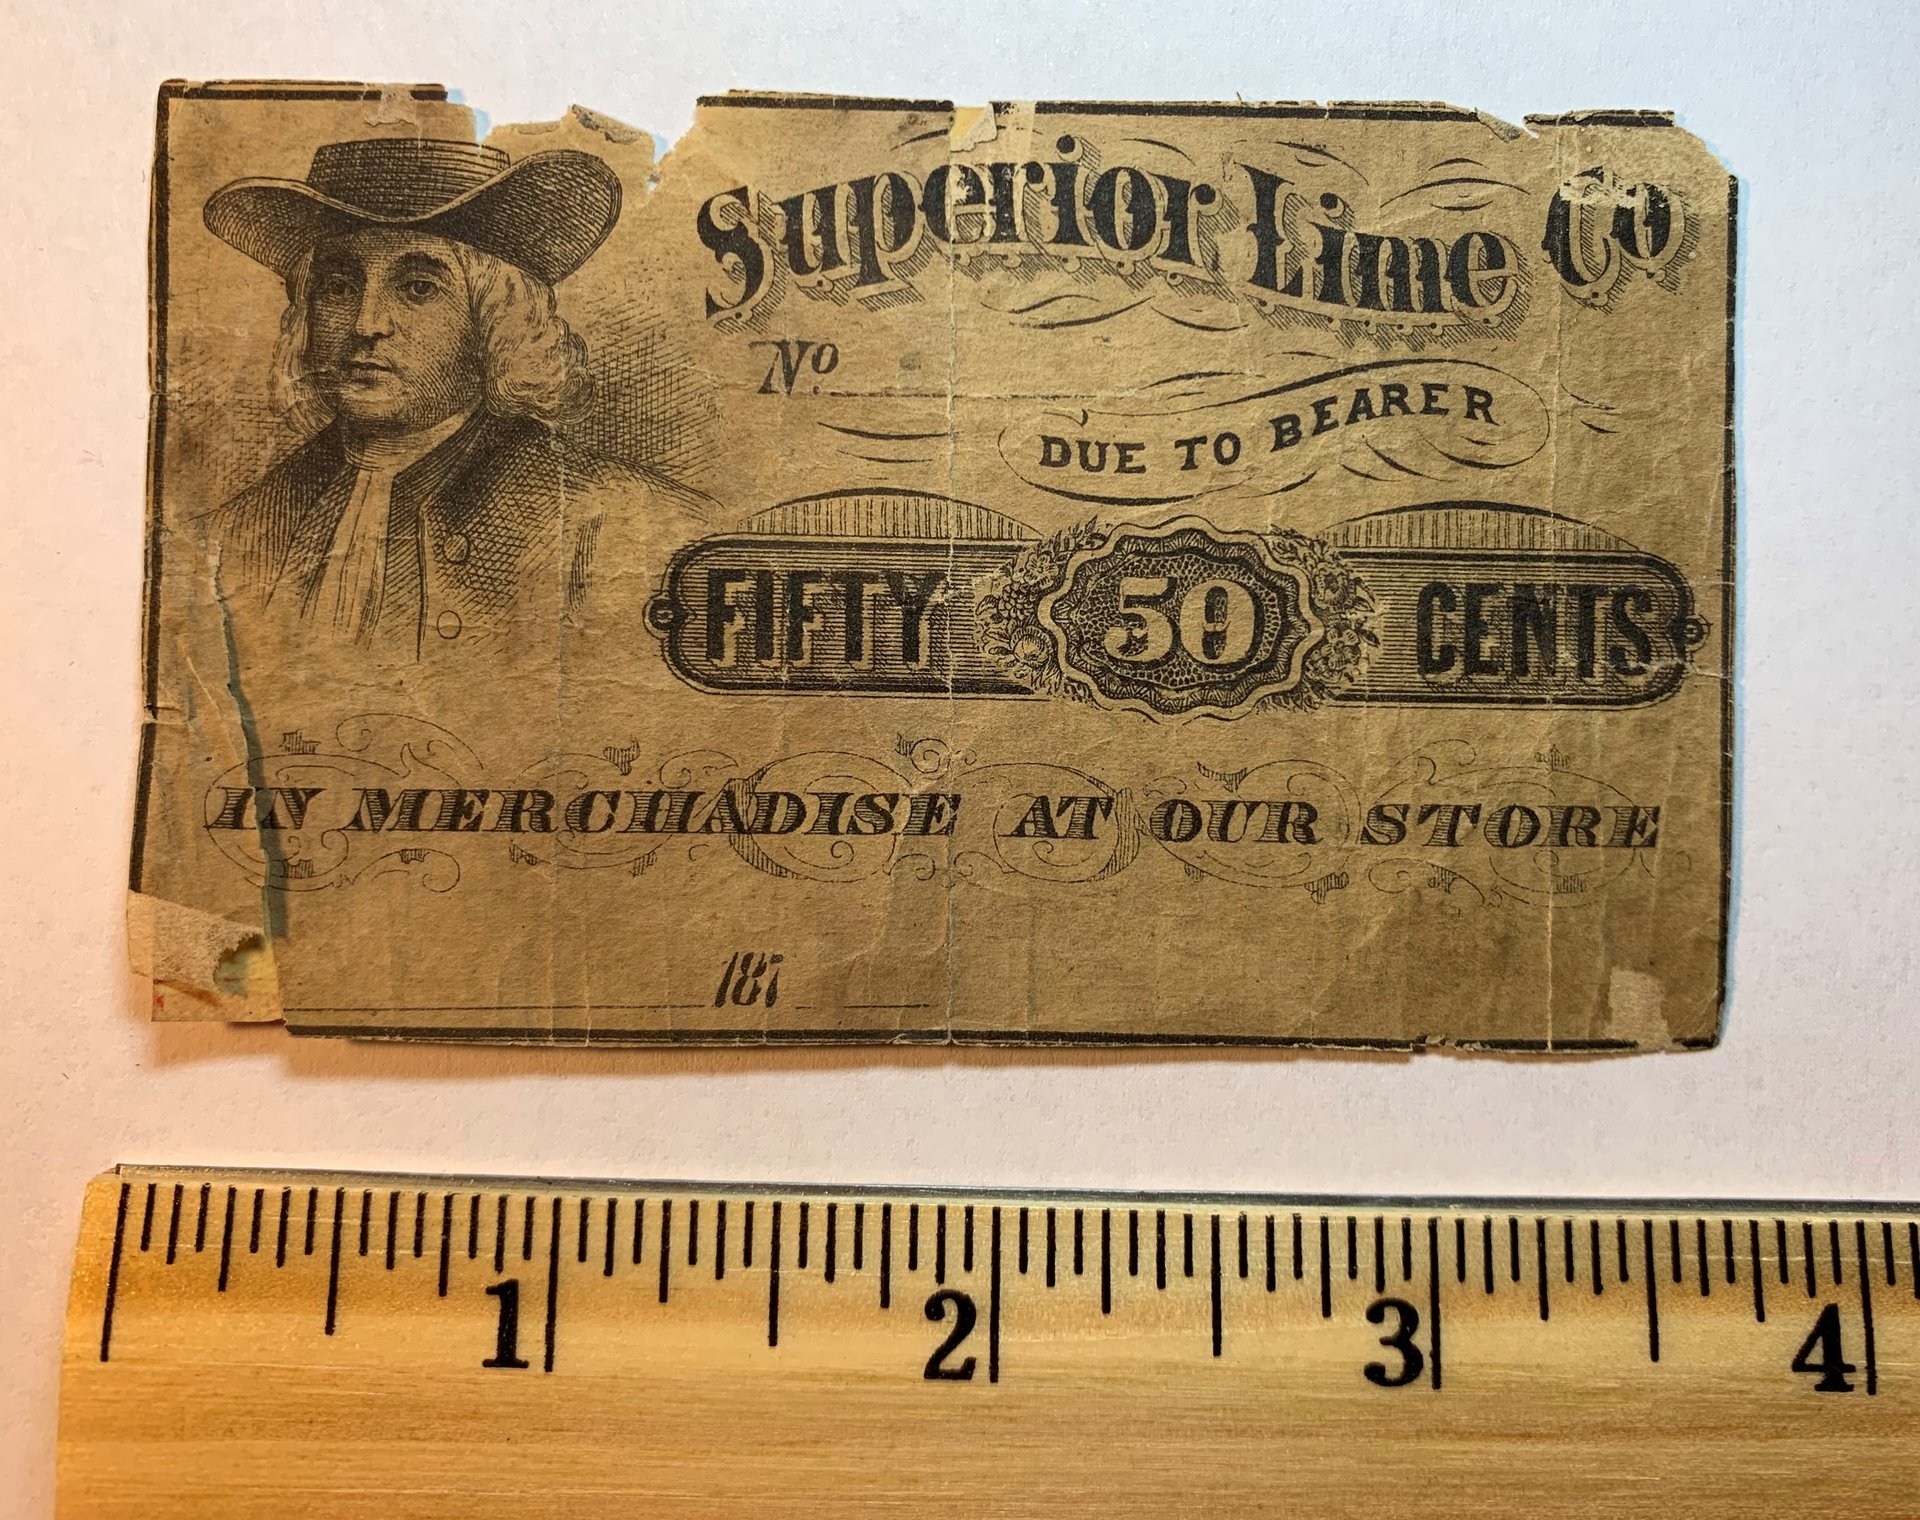 Superior Lime Co
No
DUE TO BEARER
FIFTY 50 CENTS
IN MERCHADISE AT OUR STORE
187
1 2 3 4